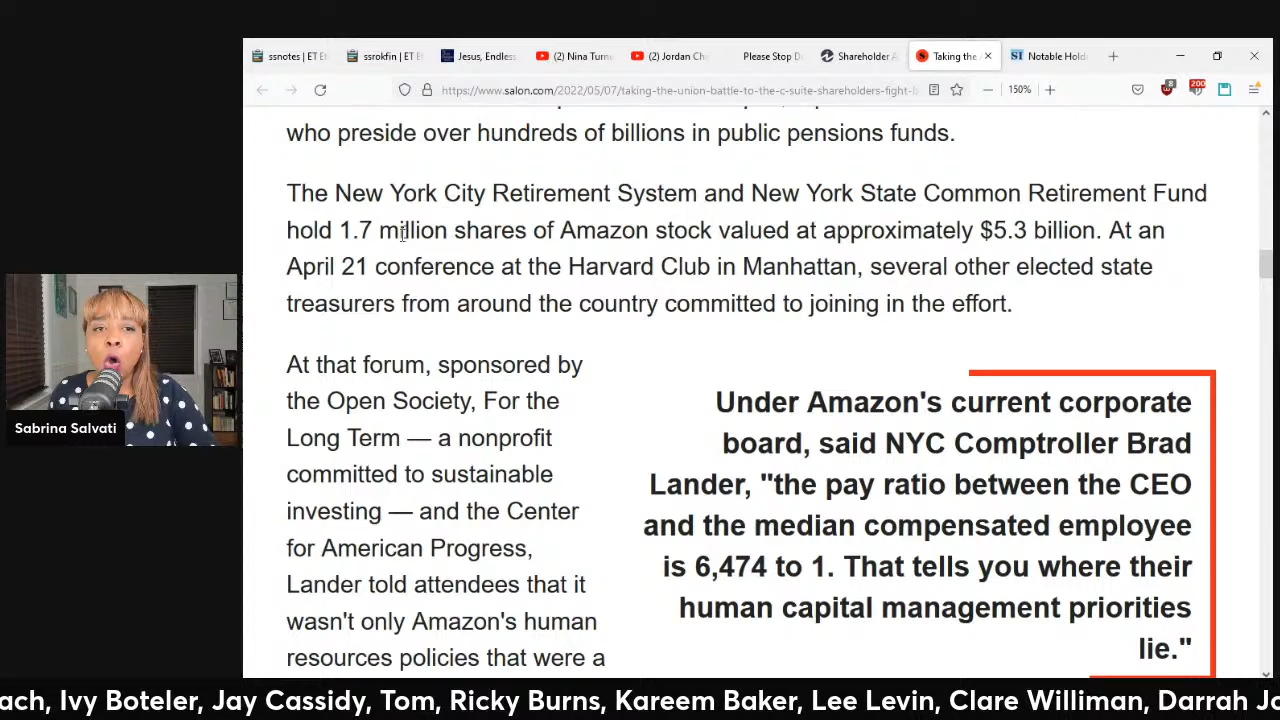 ssnotes | ET E
ssrokfin | ET E
Jesus, Endless
(2) Nina Turne
(2) Jordan Che
Please Stop D
Shareholder A
Taking the
Notable Hold
https://www.salon.com/2022/05/07/taking-the-union-battle-to-the-c-suite-shareholders-fight-
150%
200
who preside over hundreds of billions in public pensions funds.
The New York City Retirement System and New York State Common Retirement Fund
hold 1.7 million shares of Amazon stock valued at approximately $5.3 billion. At an
April 21 conference at the Harvard Club in Manhattan, several other elected state
treasurers from around the country committed to joining in the effort.
At that forum, sponsored by
the Open Society, For the
Long Term — a nonprofit
committed to sustainable
investing — and the Center
for American Progress,
Lander told attendees that it
wasn't only Amazon's human
resources policies that were a
Under Amazon's current corporate
board, said NYC Comptroller Brad
Lander, "the pay ratio between the CEO
and the median compensated employee
is 6,474 to 1. That tells you where their
human capital management priorities
lie."
Sabrina Salvati
ach, Ivy Boteler, Jay Cassidy, Tom, Ricky Burns, Kareem Baker, Lee Levin, Clare Williman, Darrah Jo